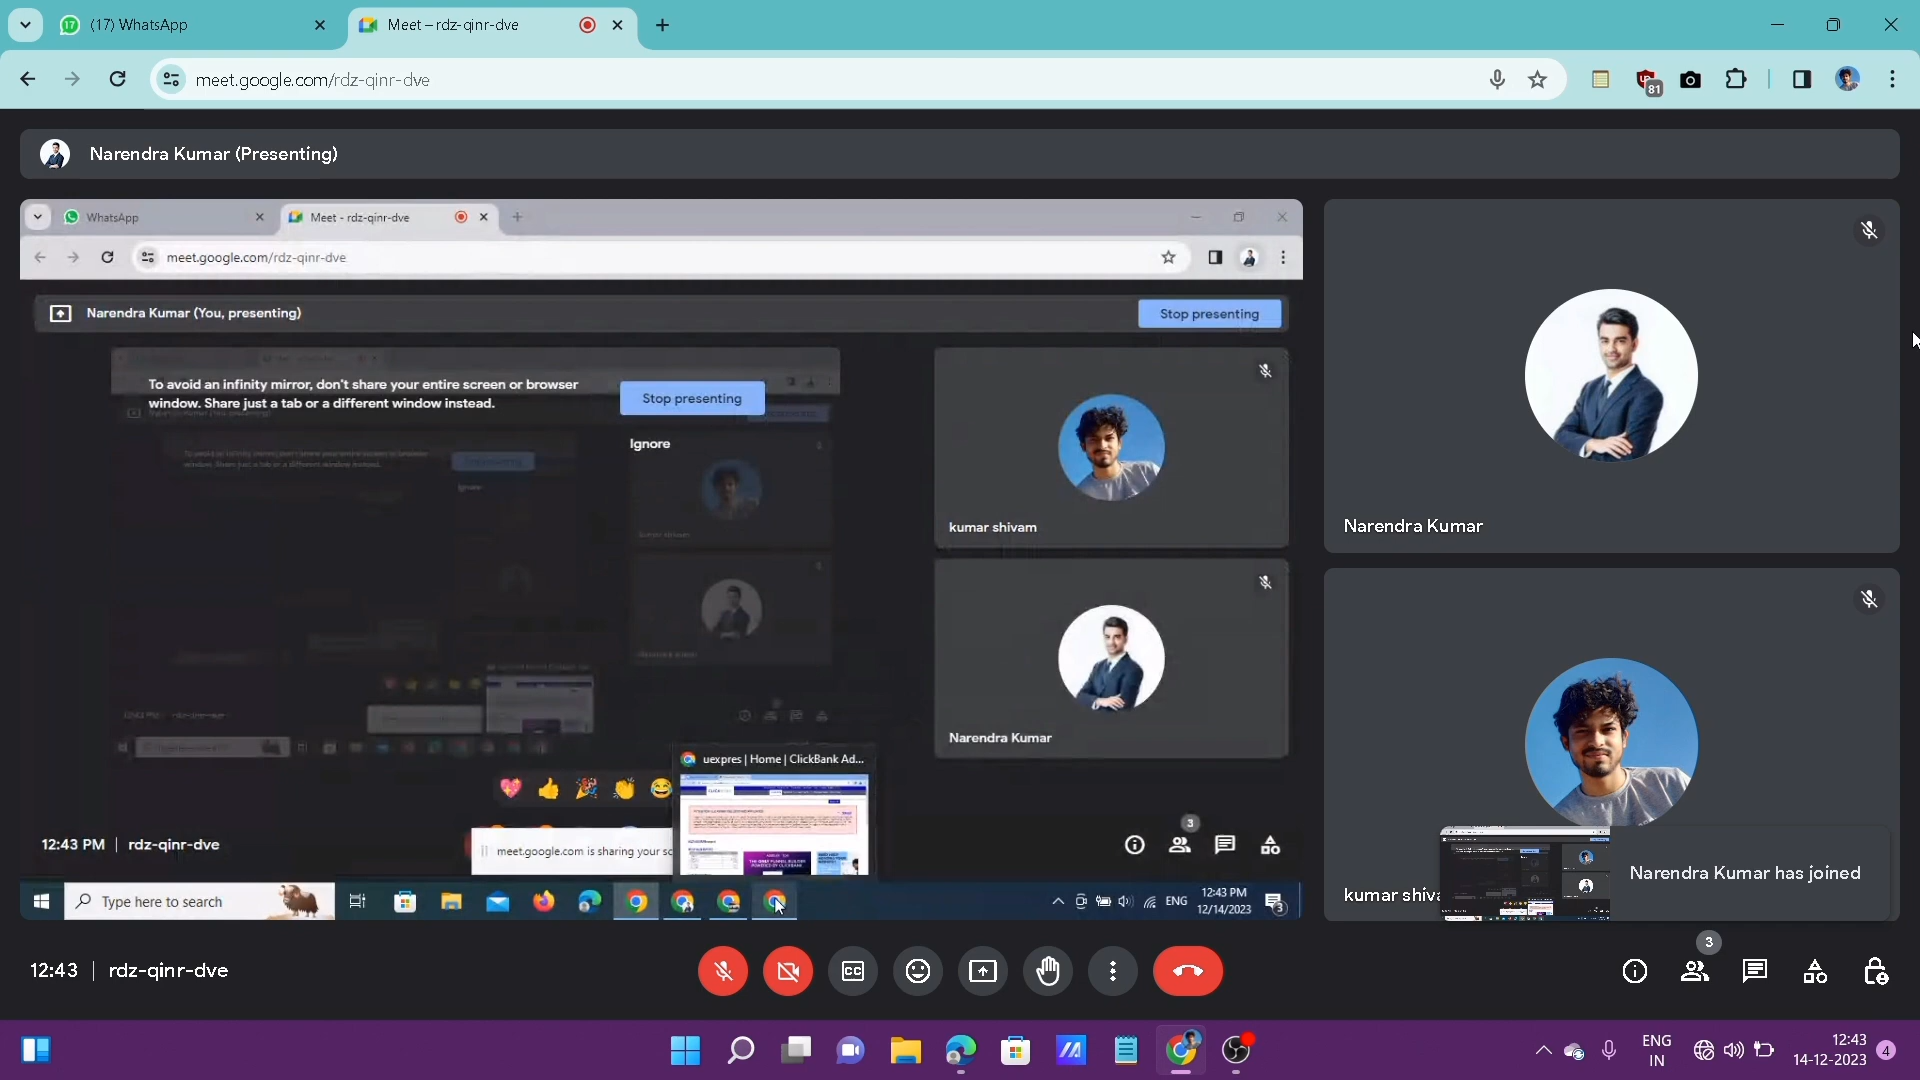 (17) WhatsApp
Meet – rdz-qinr-dve
meet.google.com/rdz-qinr-dve
81
Narendra Kumar (Presenting)
WhatsApp
Meet - rdz-qinr-dve
meet.google.com/rdz-qinr-dve
Narendra Kumar (You, presenting)
Stop presenting
To avoid an infinity mirror, don't share your entire screen or browser
window. Share just a tab or a different window instead.
Stop presenting
Ignore
kumar shivam
Narendra Kumar
uexpres | Home | ClickBank Ad...
12:43 PM | rdz-qinr-dve
meet.google.com is sharing your sc
3
Type here to search
ENG
12:43 PM
12/14/2023
3
Narendra Kumar
kumar shiva
Narendra Kumar has joined
12:43 | rdz-qinr-dve
CC
3
ENG
IN
12:43
14-12-2023
4